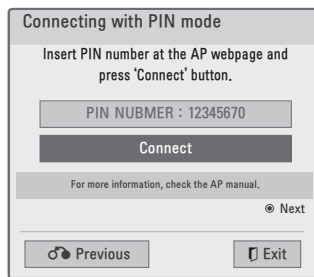 Connecting with PIN mode
Insert PIN number at the AP webpage and
press ‘Connect’ button.
PIN NUBMER : 12345670
Connect
For more information, check the AP manual.
Next
Previous
Exit